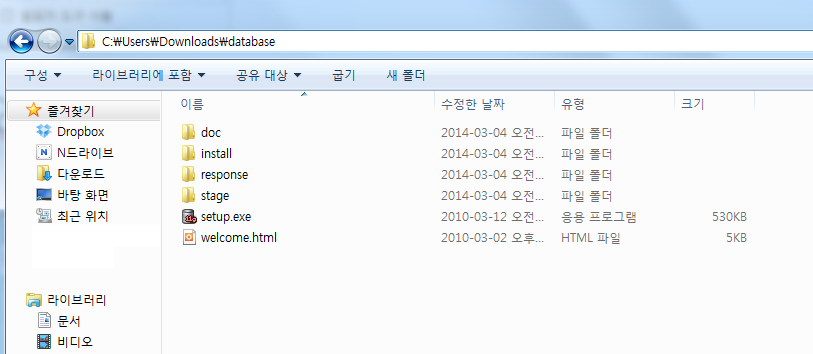 C:₩Users₩Downloads₩database
구성 라이브러리에 포함 공유 대상 굽기 새 폴더
즐겨찾기
Dropbox
N드라이브
다운로드
바탕 화면
최근 위치
라이브러리
문서
비디오
이름 수정한 날짜 유형 크기
doc 2014-03-04 오전... 파일 폴더
install 2014-03-04 오전... 파일 폴더
response 2014-03-04 오전... 파일 폴더
stage 2014-03-04 오전... 파일 폴더
setup.exe 2010-03-12 오전... 응용 프로그램 530KB
welcome.html 2010-03-02 오후... HTML 파일 5KB